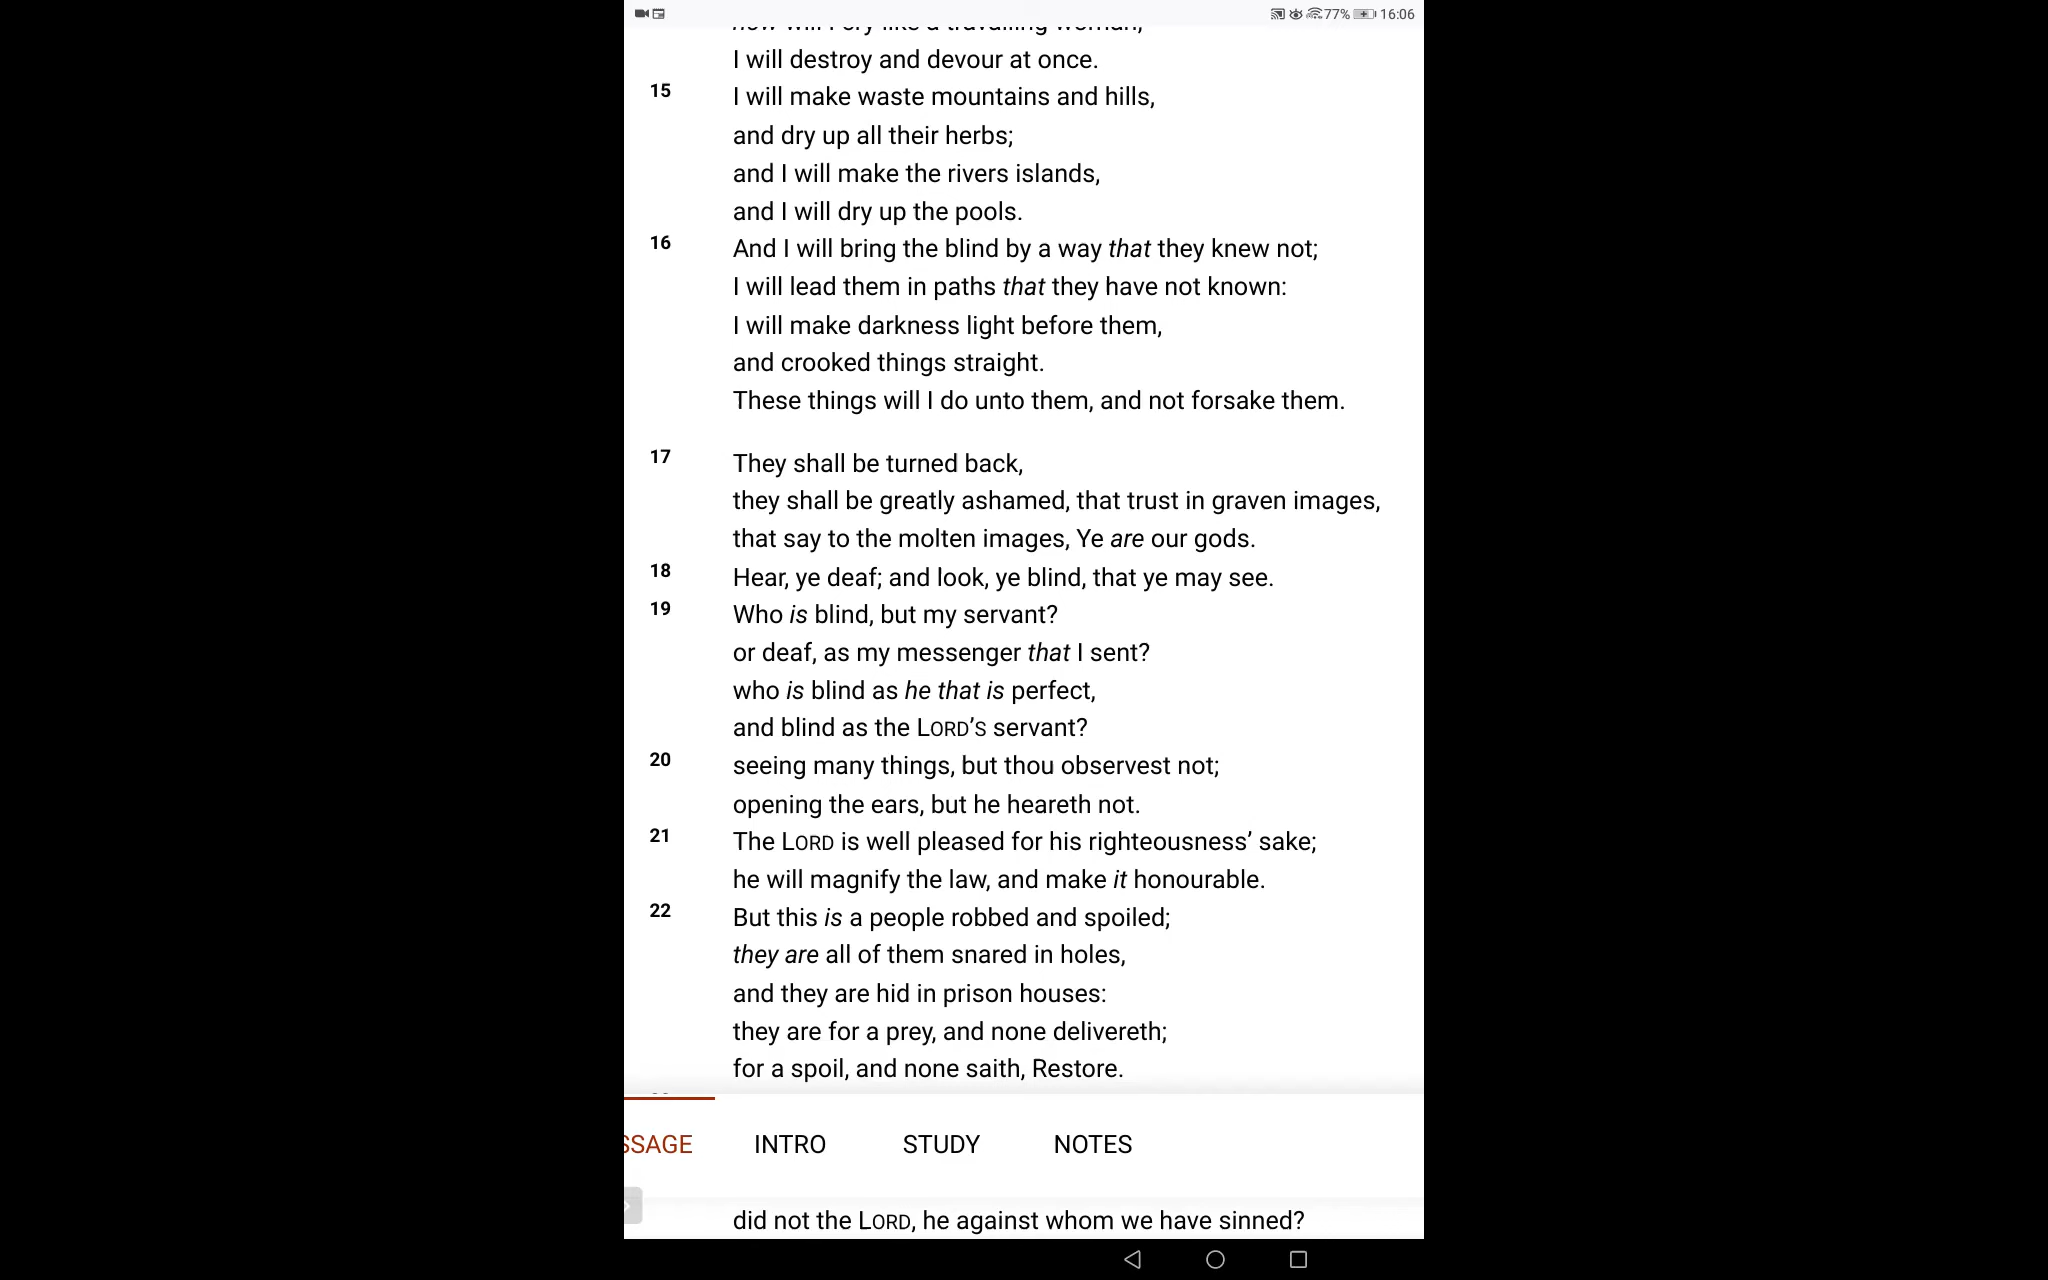 77% 16:06
now will I cry like a travailing woman,
I will destroy and devour at once.
15 I will make waste mountains and hills,
and dry up all their herbs;
and I will make the rivers islands,
and I will dry up the pools.
16 And I will bring the blind by a way that they knew not;
I will lead them in paths that they have not known:
I will make darkness light before them,
and crooked things straight.
These things will I do unto them, and not forsake them.
17 They shall be turned back,
they shall be greatly ashamed, that trust in graven images,
that say to the molten images, Ye are our gods.
18 Hear, ye deaf; and look, ye blind, that ye may see.
19 Who is blind, but my servant?
or deaf, as my messenger that I sent?
who is blind as he that is perfect,
and blind as the LORD’S servant?
20 seeing many things, but thou observest not;
opening the ears, but he heareth not.
21 The LORD is well pleased for his righteousness’ sake;
he will magnify the law, and make it honourable.
22 But this is a people robbed and spoiled;
they are all of them snared in holes,
and they are hid in prison houses:
they are for a prey, and none delivereth;
for a spoil, and none saith, Restore.
SSAGE INTRO STUDY NOTES
did not the LORD, he against whom we have sinned?